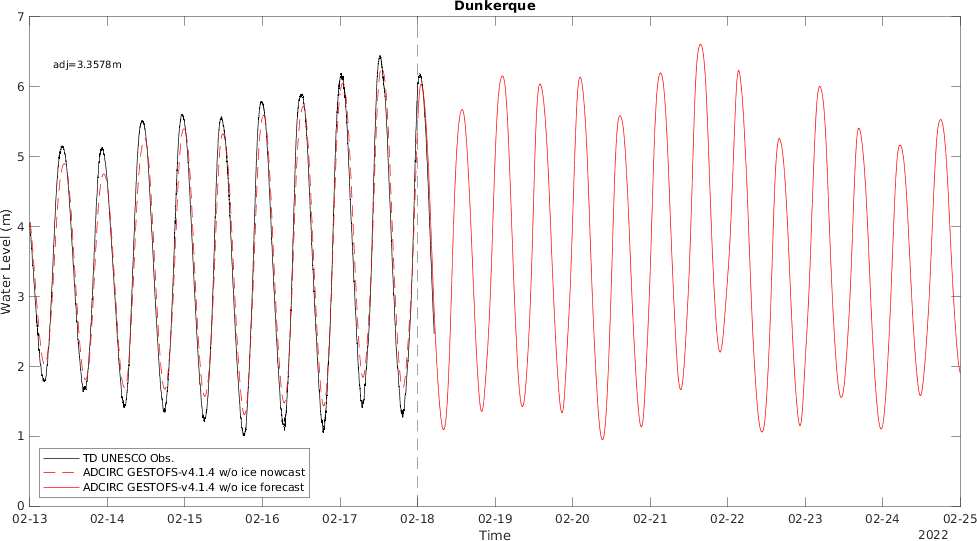 Dunkerque
7
6
5
4
3
2
1
0
Water Level (m)
adj=3.3578m
TD UNESCO Obs.
ADCIRC GESTOFS-v4.1.4 w/o ice nowcast
ADCIRC GESTOFS-v4.1.4 w/o ice forecast
02-13 02-14 02-15 02-16 02-17 02-18 02-19 02-20 02-21 02-22 02-23 02-24 02-25
Time
2022